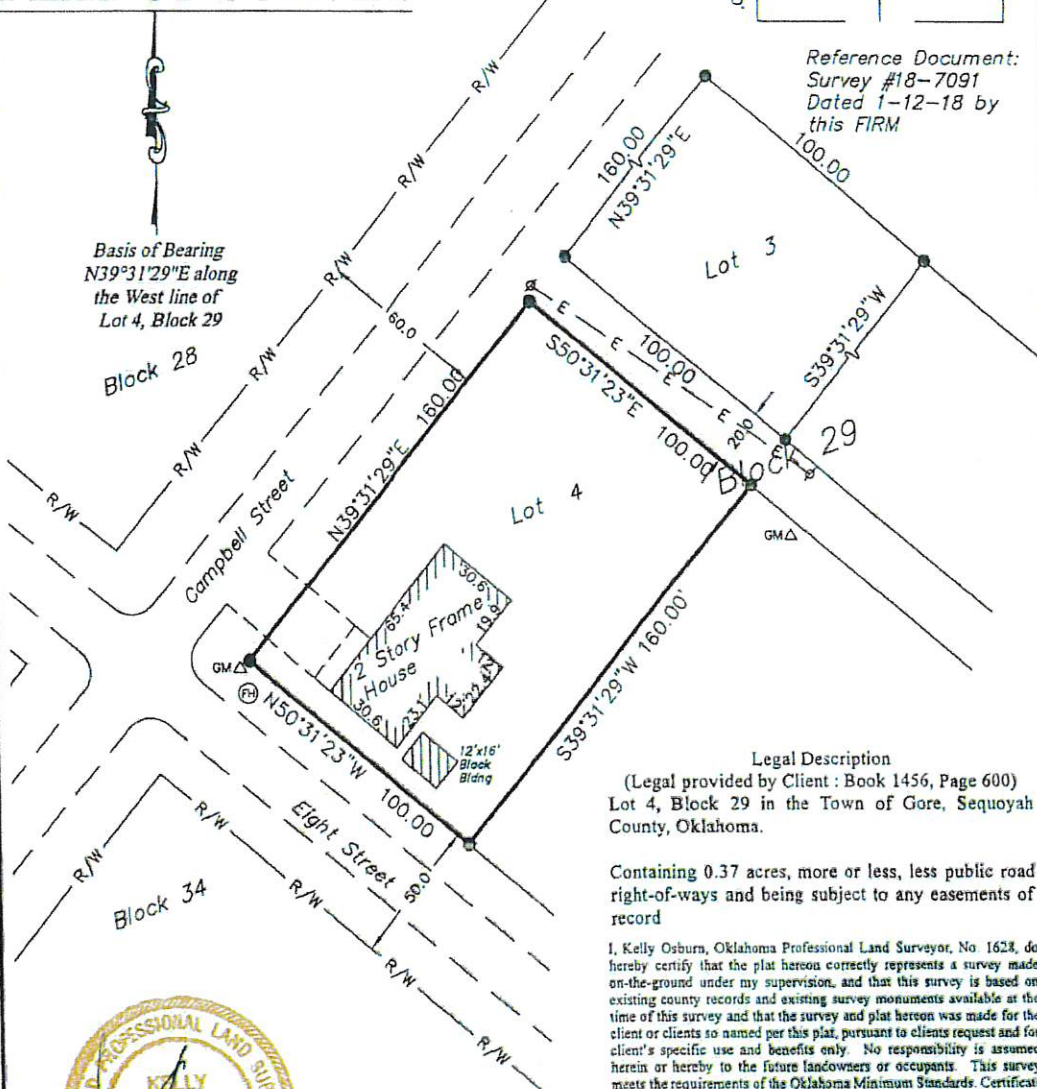 Reference Document:
Survey #18-7091
Dated 1-12-18 by
this FIRM
Basis of Bearing
N39°31'29"E along
the West line of
Lot 4, Block 29
Block 28
R/W
R/W
R/W
R/W
R/W
R/W
R/W
60.0
Campbell Street
160.00
N39°31'29"E
100.00
Lot 3
S39°31'29"W
100.00
E
E
E
E
E
20.0
Block 29
S50°31'23"E
100.00'
N39°31'29"E 160.00
Lot 4
GM
S39°31'29"W 160.00'
30.6
65.4
19.9
2 Story Frame
House
12'
22.4
12'
23.1
30.6
12'x16'
Block
Bldng
GM
FH
N50°31'23"W
100.00
Eight Street
50.0
R/W
R/W
R/W
R/W
R/W
Block 34
Legal Description
(Legal provided by Client : Book 1456, Page 600)
Lot 4, Block 29 in the Town of Gore, Sequoyah
County, Oklahoma.
Containing 0.37 acres, more or less, less public road
right-of-ways and being subject to any easements of
record
I, Kelly Osburn, Oklahoma Professional Land Surveyor, No. 1628, do
hereby certify that the plat hereon correctly represents a survey made
on-the-ground under my supervision, and that this survey is based on
existing county records and existing survey monuments available at the
time of this survey and that the survey and plat hereon was made for the
client or clients so named per this plat, pursuant to clients request and for
client's specific use and benefits only. No responsibility is assumed
herein or hereby to the future landowners or occupants. This survey
meets the requirements of the Oklahoma Minimum Standards. Certificat
PROFESSIONAL LAND SUR
KELLY